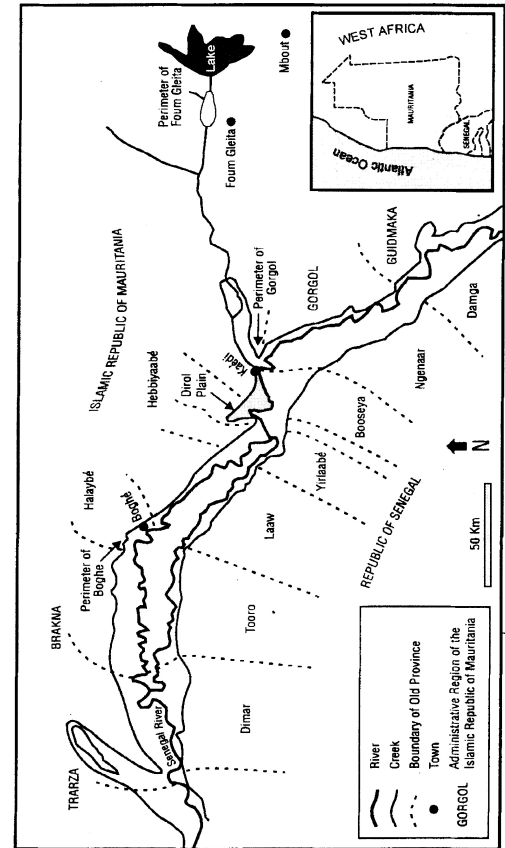 WEST AFRICA
MAURITANIA
SENEGAL
Atlantic Ocean
Lake
Mbout
Perimeter of
Foum Gleita
Foum Gleita
ISLAMIC REPUBLIC OF MAURITANIA
Perimeter of
Gorgol
GORGOL
GUIDMAKA
Kaédi
Dirol
Plain
Hebbiyaabé
Halaybé
Boghé
Perimeter of
Boghe
BRAKNA
TRARZA
Senegal River
Dimar
Tooro
Laaw
Yirlaabé
Booseya
Ngenaar
Damga
REPUBLIC OF SENEGAL
N
50 Km
River
Creek
Boundary of Old Province
Town
GORGOL
Administrative Region of the
Islamic Republic of Mauritania